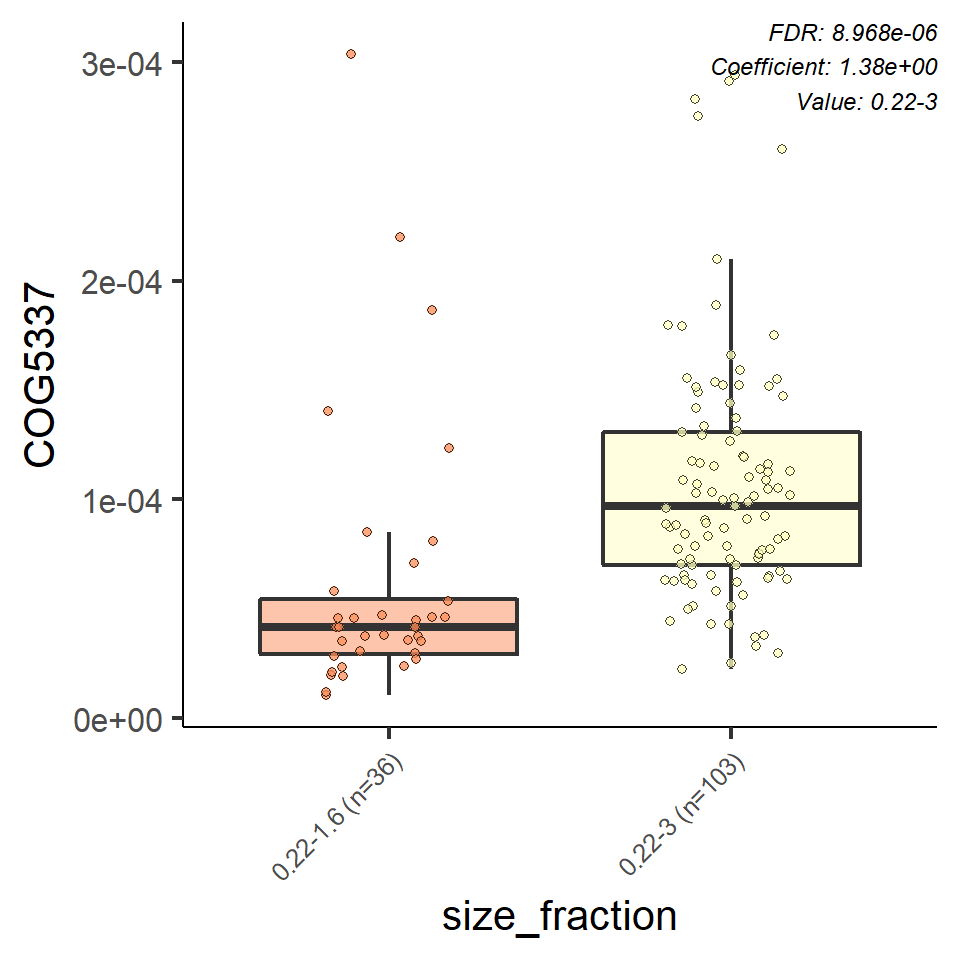 FDR: 8.968e-06
Coefficient: 1.38e+00
Value: 0.22-3
3e-04
2e-04
1e-04
0e+00
COG5337
0.22-1.6 (n=36)
0.22-3 (n=103)
size_fraction